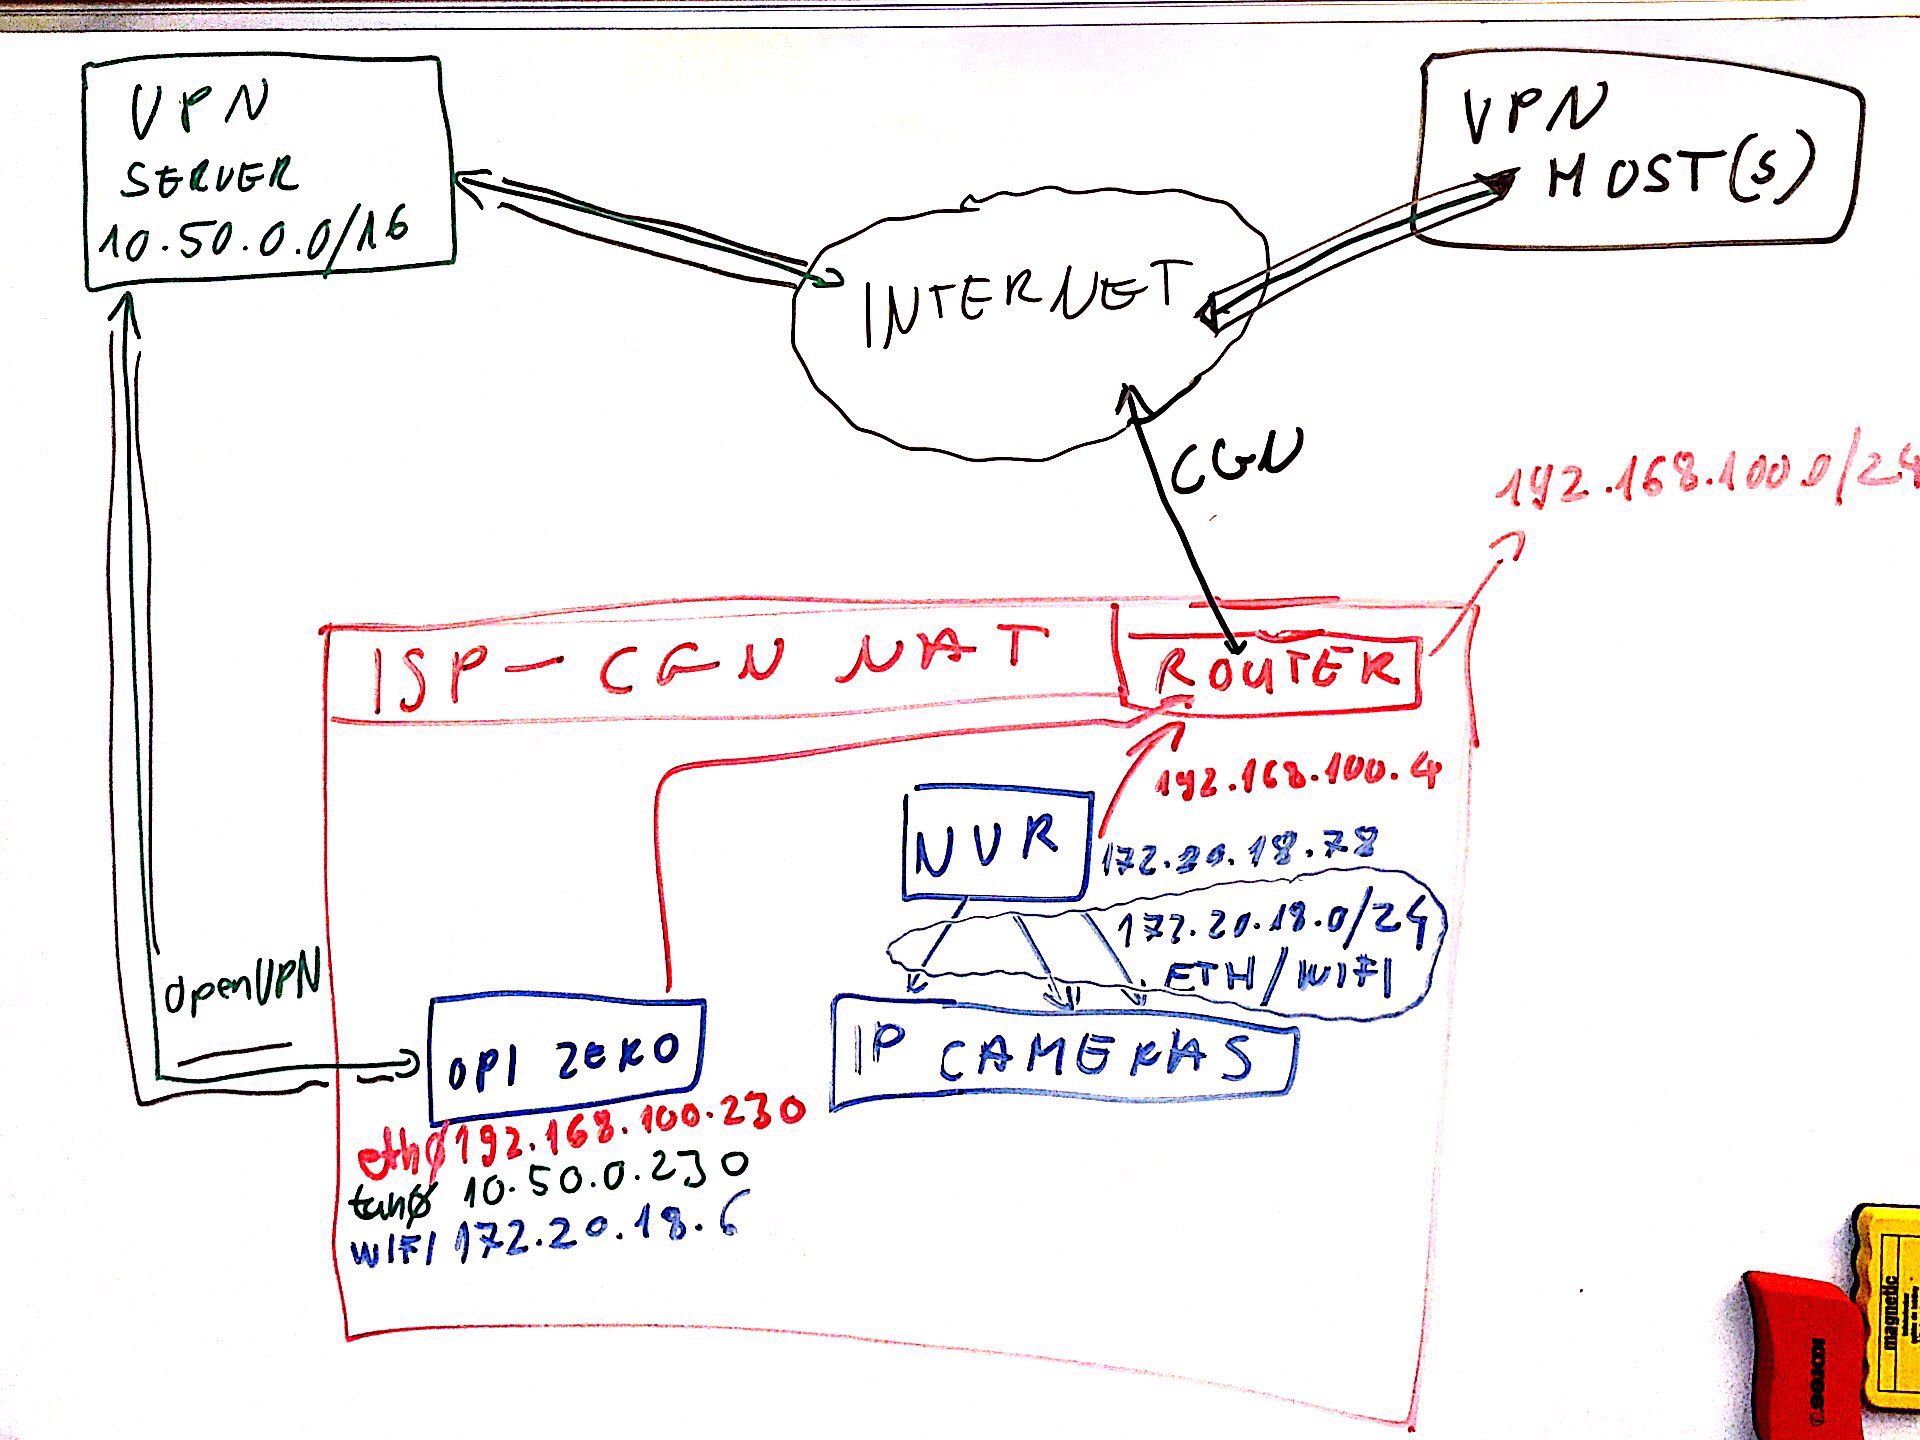 VPN
SERVER
10.50.0.0/16
VPN
HOST(S)
INTERNET
CGN
192.168.100.0/24
ISP-CGN NAT
ROUTER
192.168.100.4
NVR
172.20.18.78
172.20.18.0/24
ETH/WIFI
IP CAMERAS
openVPN
OPI ZERO
eth0 192.168.100.230
tun0 10.50.0.230
WIFI 172.20.18.6
magnetic
KORES